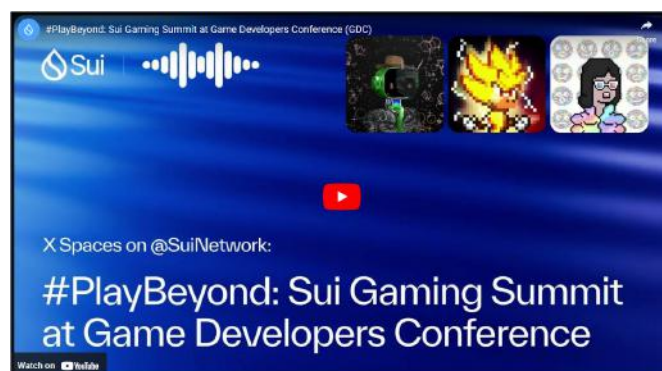 #PlayBeyond: Sui Gaming Summit at Game Developers Conference (GDC)
Share
Sui
X Spaces on @SuiNetwork:
#PlayBeyond: Sui Gaming Summit
at Game Developers Conference
Watch on YouTube